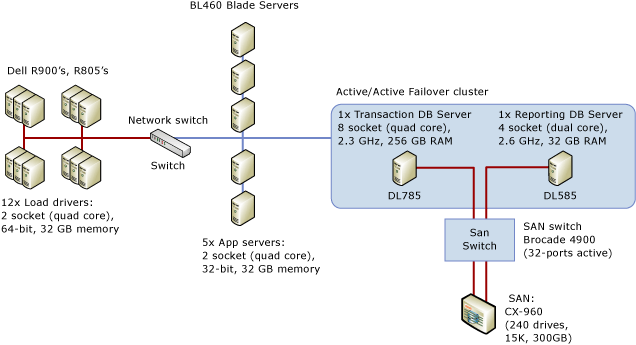 BL460 Blade Servers
Dell R900's, R805's
Network switch
Switch
12x Load drivers:
2 socket (quad core),
64-bit, 32 GB memory
5x App servers:
2 socket (quad core),
32-bit, 32 GB memory
Active/Active Failover cluster
1x Transaction DB Server
8 socket (quad core),
2.3 GHz, 256 GB RAM
DL785
1x Reporting DB Server
4 socket (dual core),
2.6 GHz, 32 GB RAM
DL585
San
Switch
SAN switch
Brocade 4900
(32-ports active)
SAN:
CX-960
(240 drives,
15K, 300GB)